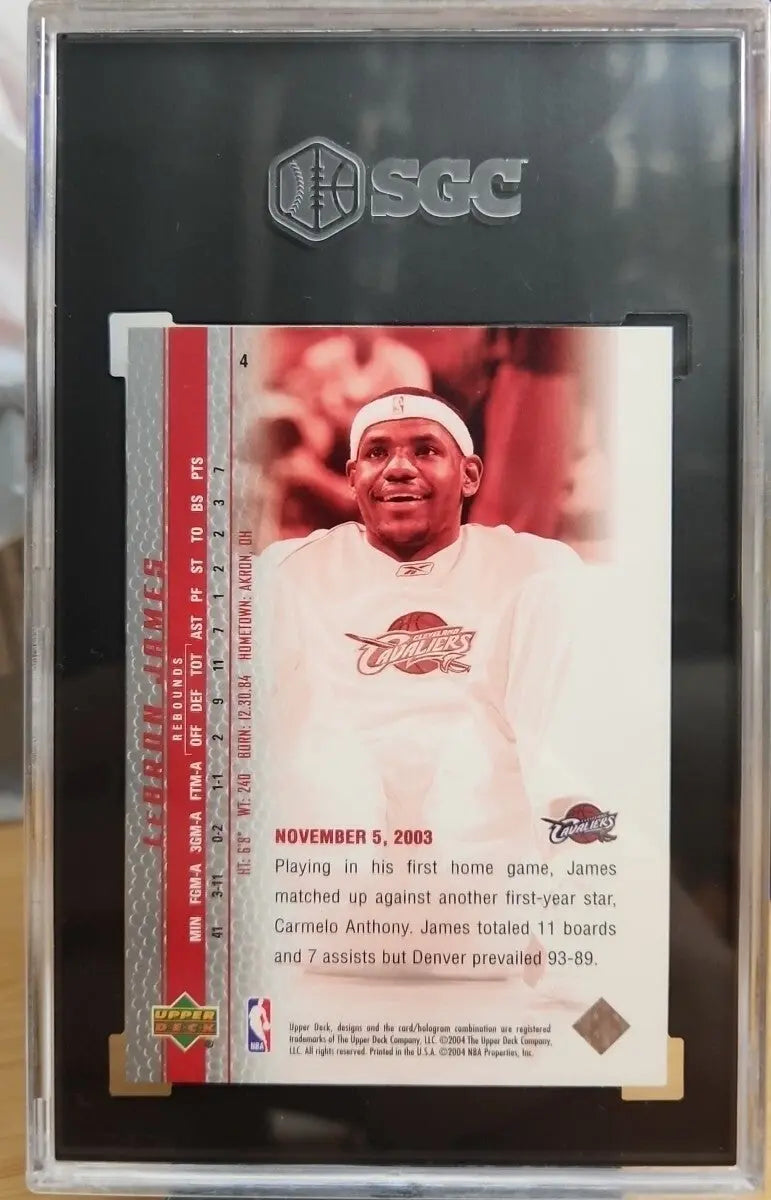 SGC
4
LeBRON JAMES
REBOUNDS
MIN FGM-A 3GM-A FTM-A OFF DEF TOT AST PF ST TO BS PTS
41 3-11 0-2 1-1 2 9 11 7 1 2 2 3 7
HT: 6'8" WT: 240 BORN: 12.30.84 HOMETOWN: AKRON, OH
CLEVELAND
CAVALIERS
CAVALIERS
NOVEMBER 5, 2003
Playing in his first home game, James
matched up against another first-year star,
Carmelo Anthony. James totaled 11 boards
and 7 assists but Denver prevailed 93-89.
UPPER
DECK
NBA
Upper Deck, designs and the card/hologram combination are registered
trademarks of The Upper Deck Company, LLC. ©2004 The Upper Deck Company,
LLC. All rights reserved. Printed in the U.S.A. ©2004 NBA Properties, Inc.